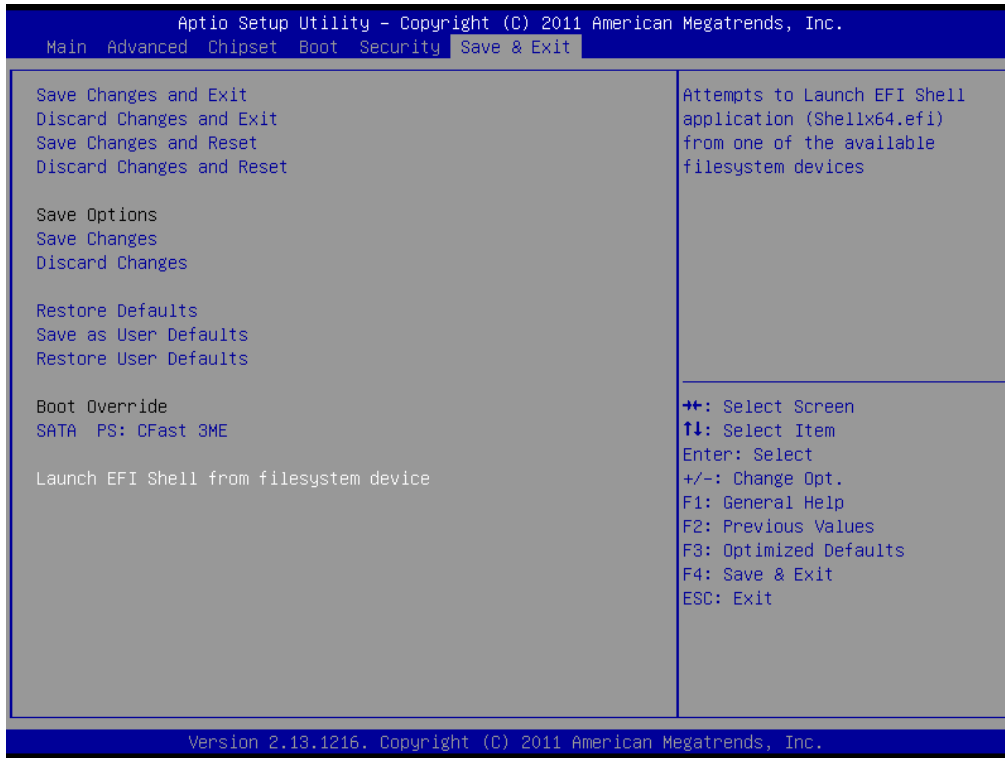 Aptio Setup Utility – Copyright (C) 2011 American Megatrends, Inc.
Main Advanced Chipset Boot Security Save & Exit
Save Changes and Exit
Discard Changes and Exit
Save Changes and Reset
Discard Changes and Reset
Save Options
Save Changes
Discard Changes
Restore Defaults
Save as User Defaults
Restore User Defaults
Boot Override
SATA PS: CFast 3ME
Launch EFI Shell from filesystem device
Attempts to Launch EFI Shell
application (Shellx64.efi)
from one of the available
filesystem devices
→←: Select Screen
↑↓: Select Item
Enter: Select
+/-: Change Opt.
F1: General Help
F2: Previous Values
F3: Optimized Defaults
F4: Save & Exit
ESC: Exit
Version 2.13.1216. Copyright (C) 2011 American Megatrends, Inc.